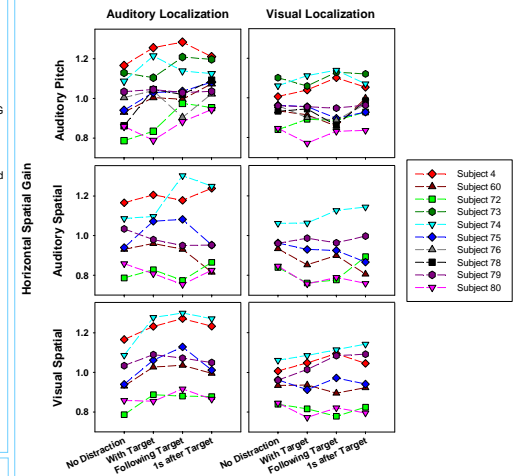 Auditory Localization
Visual Localization
Horizontal Spatial Gain
Auditory Pitch
1.2
1.0
0.8
Auditory Spatial
1.2
1.0
0.8
Visual Spatial
1.2
1.0
0.8
No Distraction
With Target
Following Target
1s after Target
No Distraction
With Target
Following Target
1s after Target
Subject 4
Subject 60
Subject 72
Subject 73
Subject 74
Subject 75
Subject 76
Subject 78
Subject 79
Subject 80